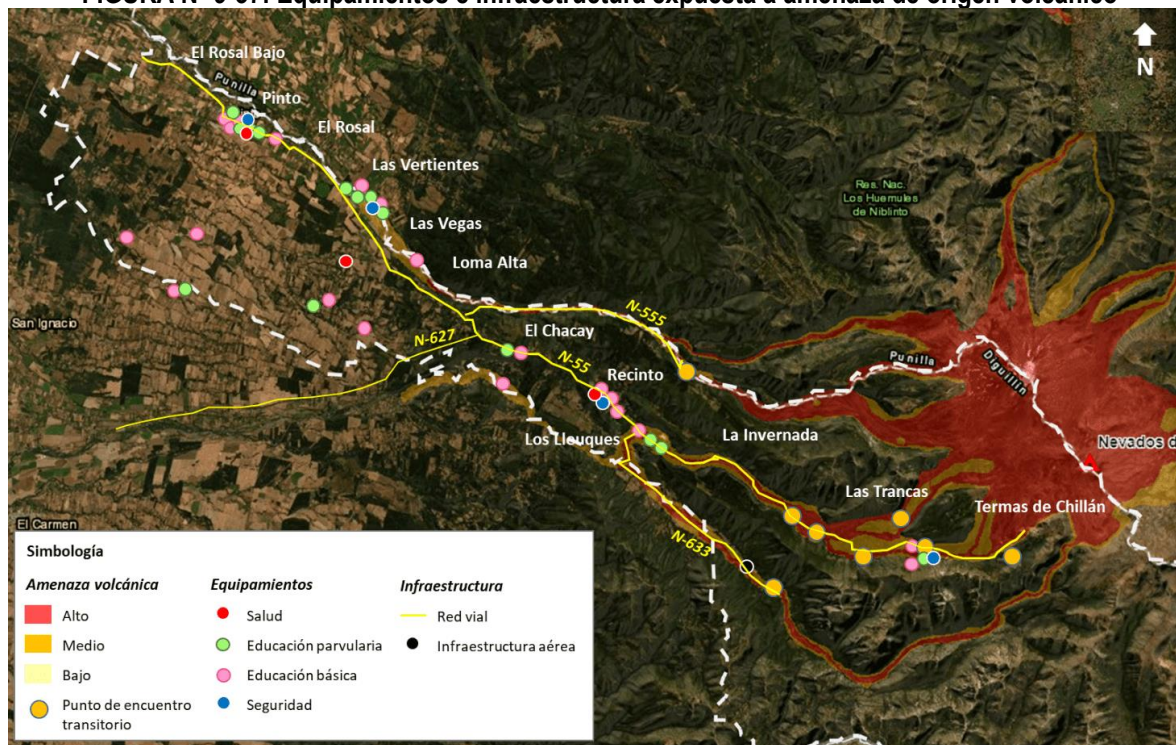 El Rosal Bajo
N
Punilla
Pinto
El Rosal
Las Vertientes
Res. Nac.
Los Huemules
de Niblinto
Las Vegas
Loma Alta
N-555
San Ignacio
N-627
El Chacay
Punilla
Diguillín
N-55
Recinto
Los Lleuques
La Invernada
Nevados d
Las Trancas
Termas de Chillán
El Carmen
N-633
Simbología
Amenaza volcánica
Alto
Medio
Bajo
Punto de encuentro
transitorio
Equipamientos
Salud
Educación parvularia
Educación básica
Seguridad
Infraestructura
Red vial
Infraestructura aérea